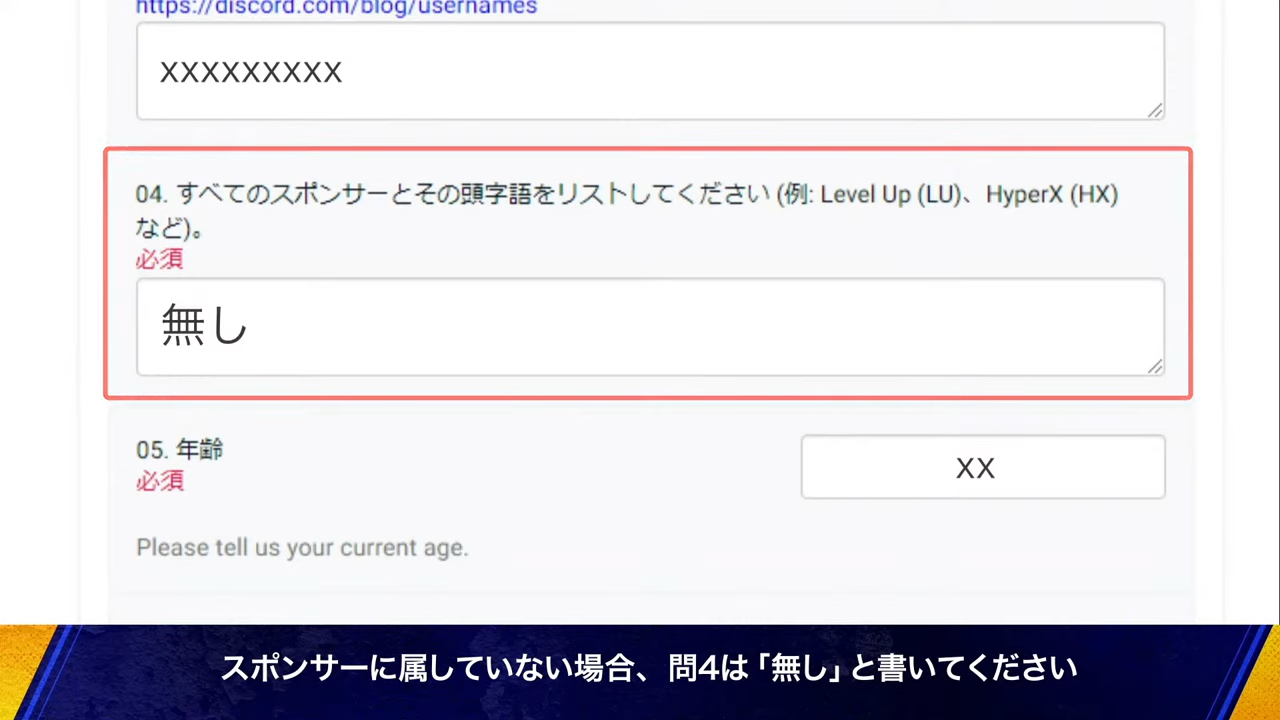 https://discord.com/blog/usernames
xxxxxxxxx
04. すべてのスポンサーとその頭字語をリストしてください (例: Level Up (LU)、HyperX (HX)
など)。
必須
無し
05. 年齢
必須
xx
Please tell us your current age.
スポンサーに属していない場合、問4は「無し」と書いてください